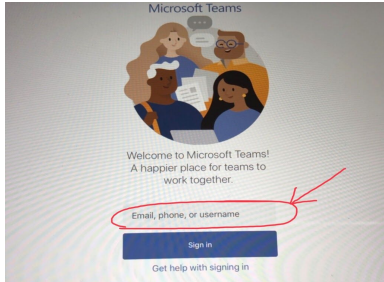 Microsoft Teams
Welcome to Microsoft Teams!
A happier place for teams to
work together.
Email, phone, or username
Sign in
Get help with signing in